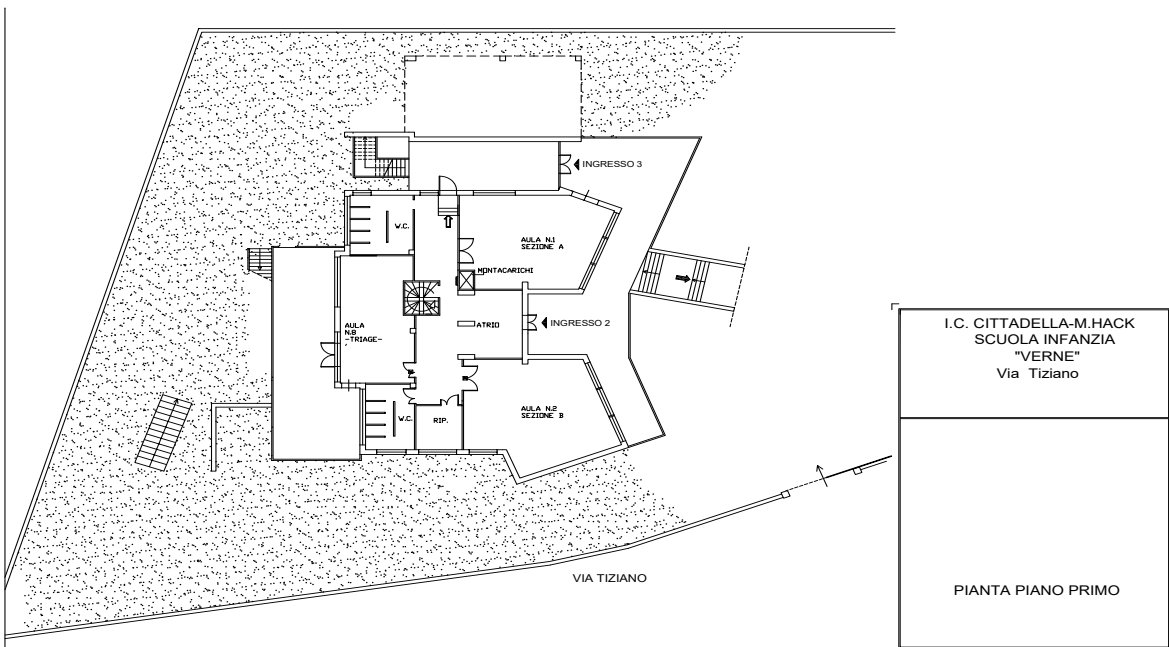 INGRESSO 3
W.C.
AULA N.1
SEZIONE A
MONTACARICHI
AULA
N.8
-TRIAGE-
ATRIO
INGRESSO 2
AULA N.2
SEZIONE B
W.C.
RIP.
VIA TIZIANO
I.C. CITTADELLA-M.HACK
SCUOLA INFANZIA
"VERNE"
Via Tiziano
PIANTA PIANO PRIMO